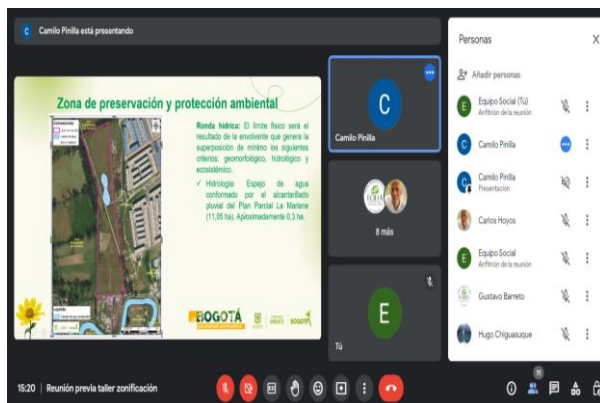 C Camilo Pinilla está presentando
Zona de preservación y protección ambiental
Ronda hídrica: El límite físico será el
resultado de la envolvente que genera la
superposición de mínimo los siguientes
criterios: geomorfológico, hidrológico y
ecosistémico.
✓ Hidrología: Espejo de agua
conformado por el alcantarillado
pluvial del Plan Parcial La Marlene
(11,05 ha). Aproximadamente 0,3 ha.
BOGOTÁ
BOGOTÁ
C
Camilo Pinilla
8 más
E
Tú
Personas
Añadir personas
E Equipo Social (Tú)
Anfitrión de la reunión
C Camilo Pinilla
C Camilo Pinilla
Presentación
Carlos Hoyos
E Equipo Social
Anfitrión de la reunión
Gustavo Barreto
Hugo Chiguasuque
15:20 | Reunión previa taller zonificación